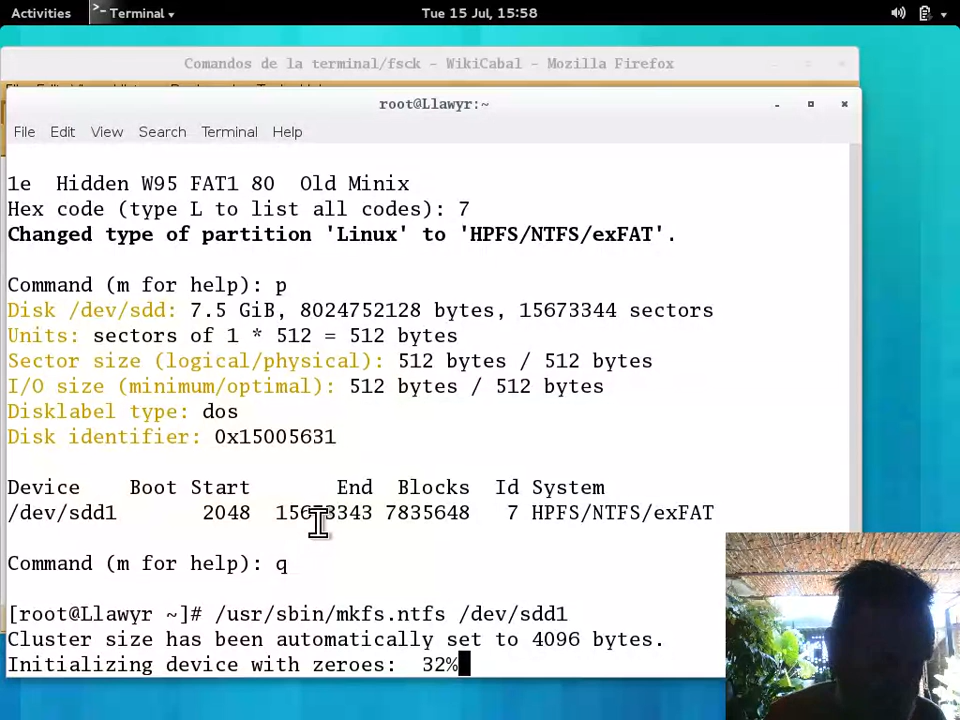 Activities Terminal Tue 15 Jul, 15:58
Comandos de la terminal/fsck - WikiCabal - Mozilla Firefox
root@Llawyr:~
File Edit View Search Terminal Help
1e Hidden W95 FAT1 80 Old Minix
Hex code (type L to list all codes): 7
Changed type of partition 'Linux' to 'HPFS/NTFS/exFAT'.
Command (m for help): p
Disk /dev/sdd: 7.5 GiB, 8024752128 bytes, 15673344 sectors
Units: sectors of 1 * 512 = 512 bytes
Sector size (logical/physical): 512 bytes / 512 bytes
I/O size (minimum/optimal): 512 bytes / 512 bytes
Disklabel type: dos
Disk identifier: 0x15005631
Device Boot Start End Blocks Id System
/dev/sdd1 2048 15673343 7835648 7 HPFS/NTFS/exFAT
Command (m for help): q
[root@Llawyr ~]# /usr/sbin/mkfs.ntfs /dev/sdd1
Cluster size has been automatically set to 4096 bytes.
Initializing device with zeroes: 32%